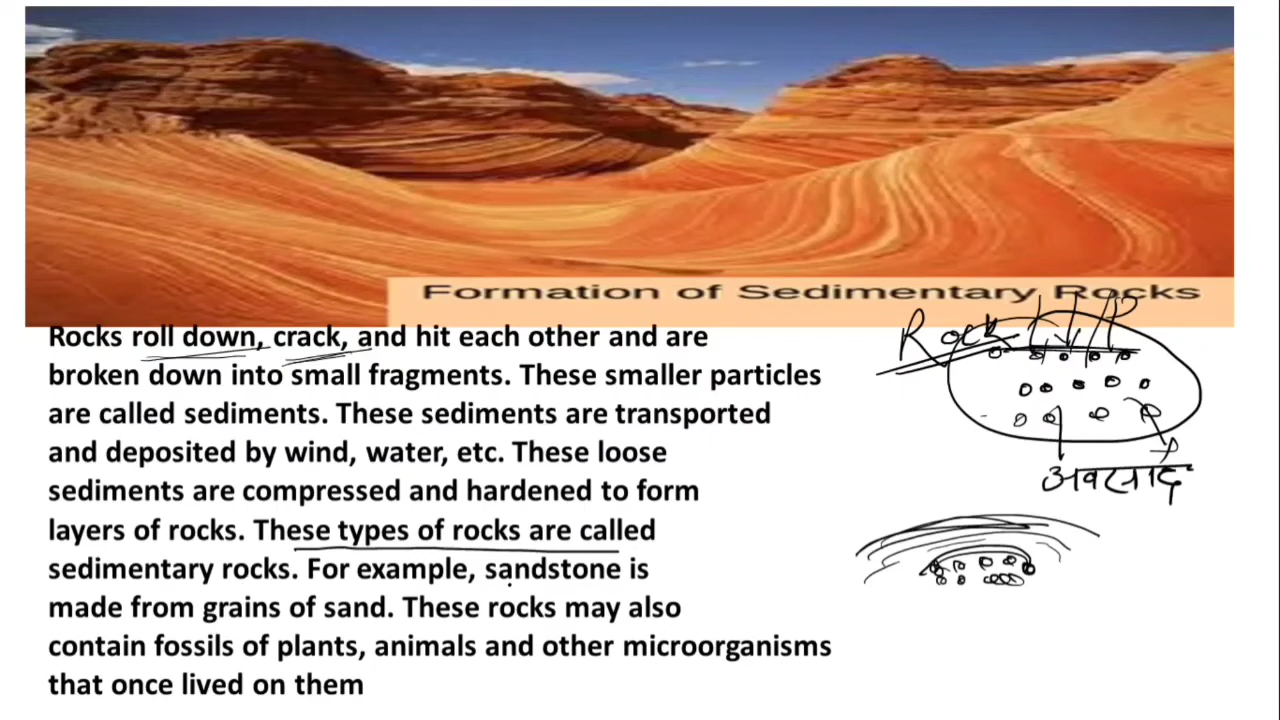 Formation of Sedimentary Rocks
Rock
Rocks roll down, crack, and hit each other and are
broken down into small fragments. These smaller particles
are called sediments. These sediments are transported
and deposited by wind, water, etc. These loose
sediments are compressed and hardened to form
अवसाद
layers of rocks. These types of rocks are called
sedimentary rocks. For example, sandstone is
made from grains of sand. These rocks may also
contain fossils of plants, animals and other microorganisms
that once lived on them